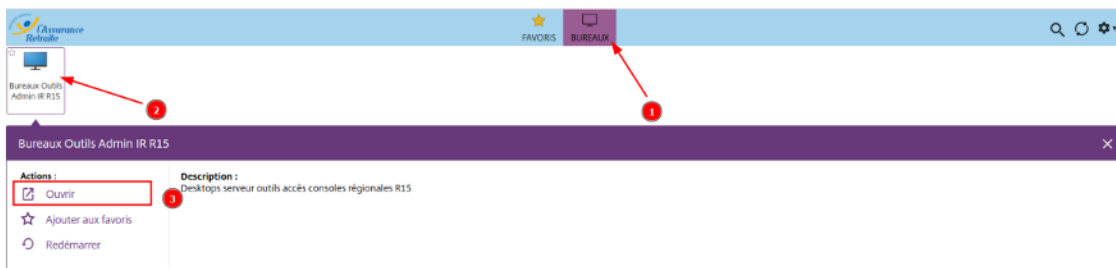 l'Assurance
Retraite
FAVORIS
BUREAUX
1
Bureaux Outils
Admin IR R15
2
Bureaux Outils Admin IR R15
Actions :
Description :
Desktops serveur outils accès consoles régionales R15
Ouvrir
3
Ajouter aux favoris
Redémarrer